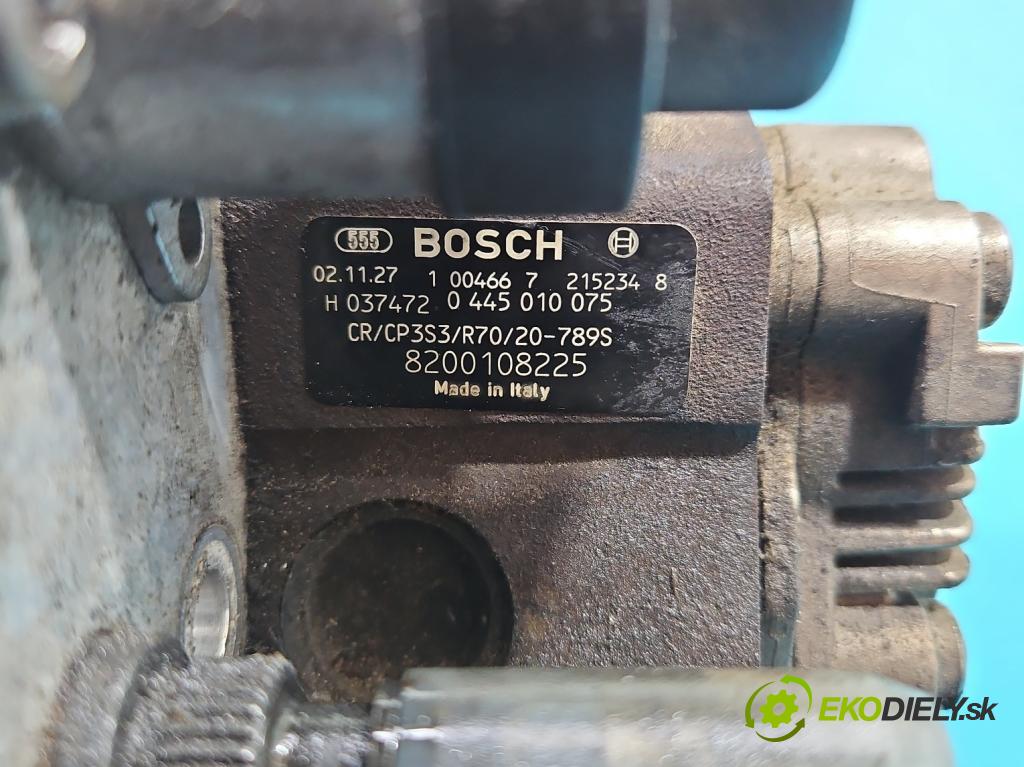 555 BOSCH
02.11.27 1 00466 7 215234 8
H 037472 0 445 010 075
CR/CP3S3/R70/20-789S
8200108225
Made in Italy
EKODIELY.sk